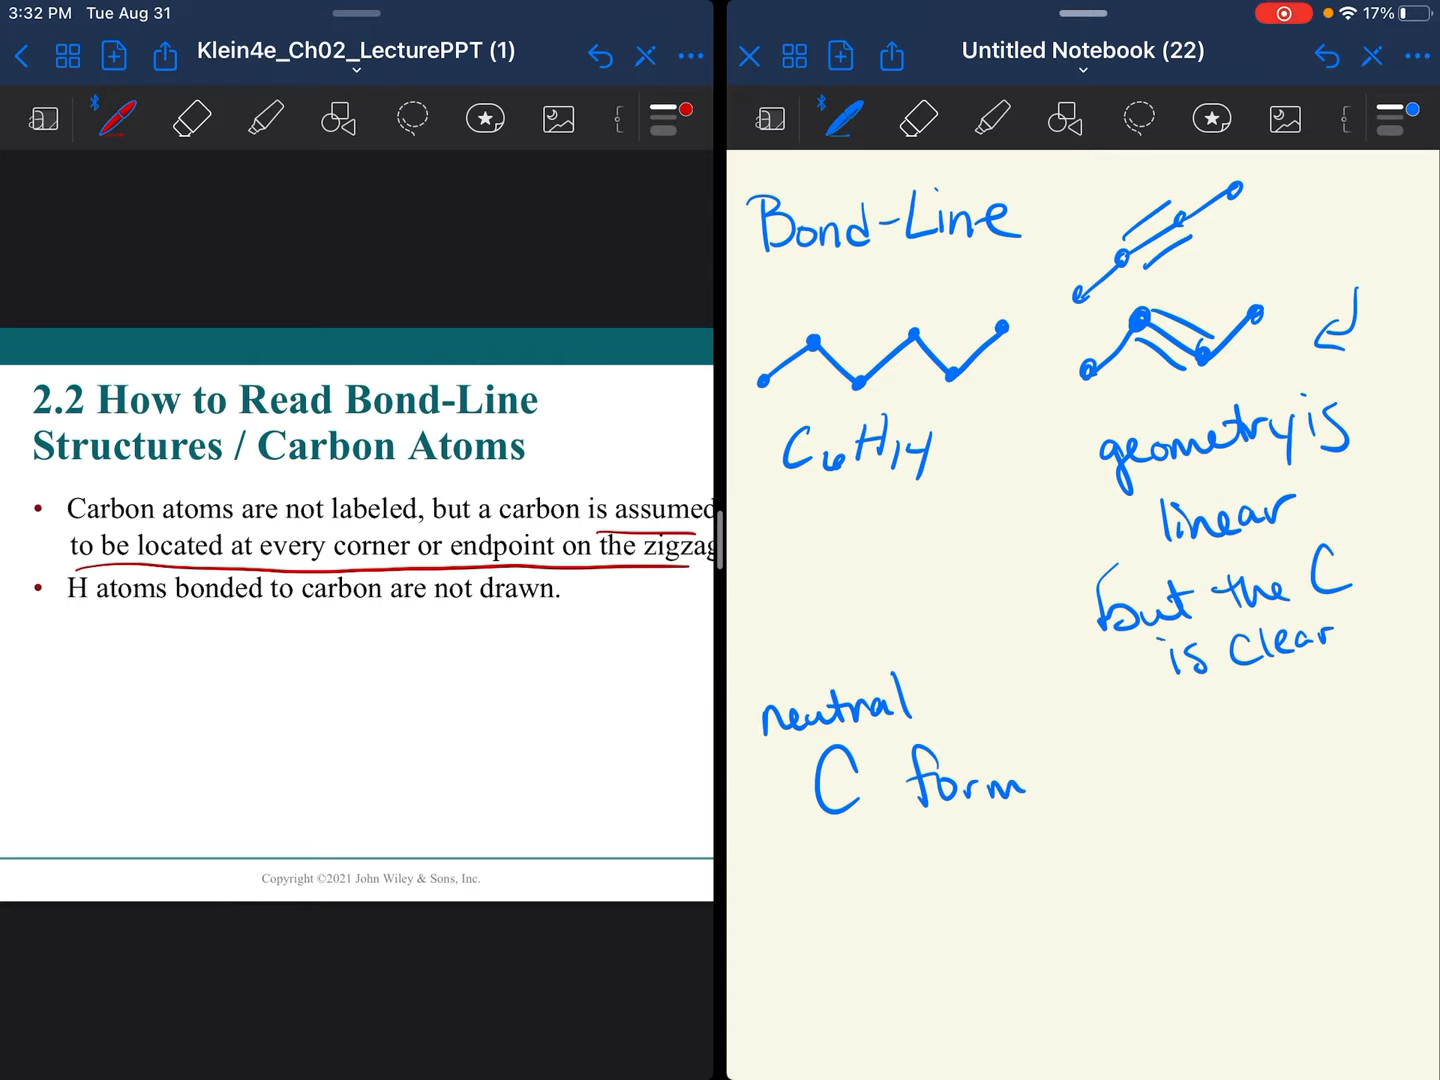 3:32 PM Tue Aug 31
17%
Klein4e_Ch02_LecturePPT (1)
Untitled Notebook (22)
2.2 How to Read Bond-Line
Structures / Carbon Atoms
• Carbon atoms are not labeled, but a carbon is assumed
to be located at every corner or endpoint on the zigzag
• H atoms bonded to carbon are not drawn.
Copyright ©2021 John Wiley & Sons, Inc.
Bond-Line
C6H14
geometry is
linear
but the C
is clear
neutral
C form